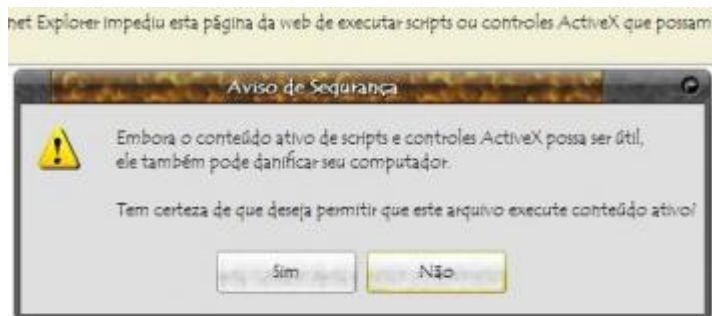 net Explorer impediu esta página da web de executar scripts ou controles ActiveX que possam
Aviso de Segurança
Embora o conteúdo ativo de scripts e controles ActiveX possa ser útil,
ele também pode danificar seu computador.
Tem certeza de que deseja permitir que este arquivo execute conteúdo ativo?
Sim
Não